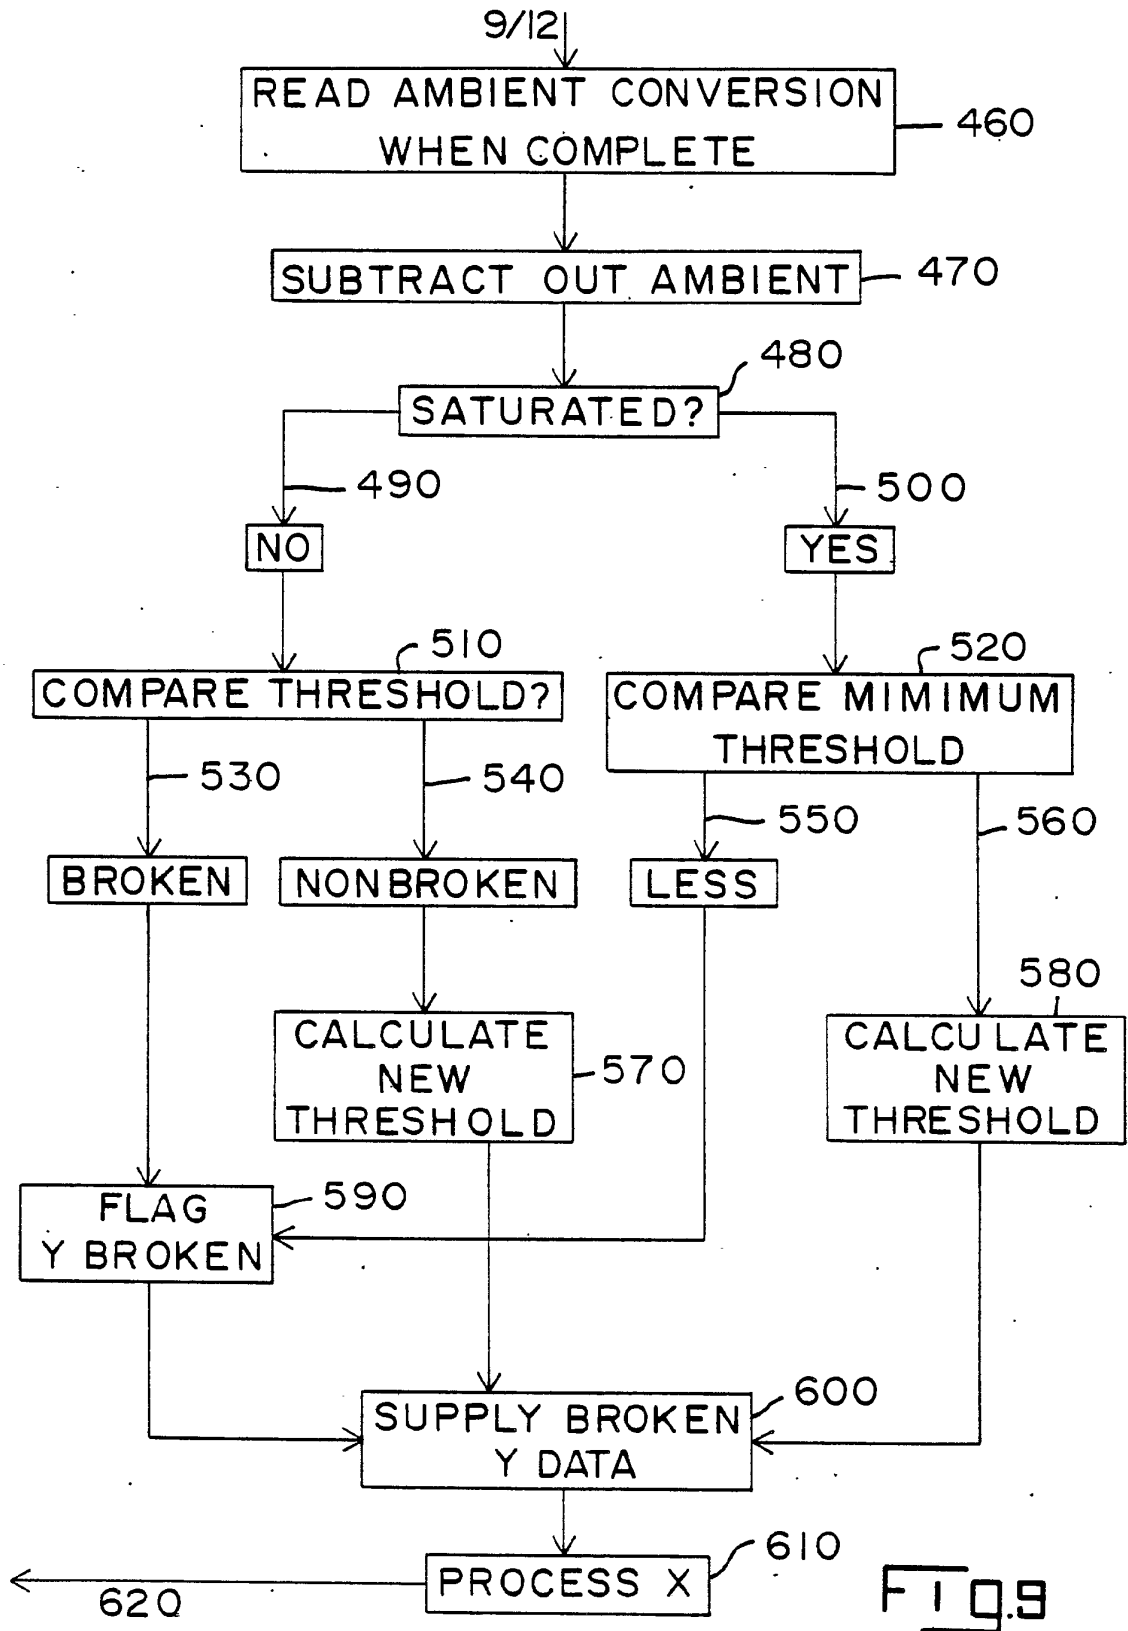 9/12
READ AMBIENT CONVERSION
WHEN COMPLETE
460
SUBTRACT OUT AMBIENT
470
480
SATURATED?
490
500
NO
YES
510
520
COMPARE THRESHOLD?
COMPARE MIMIMUM
THRESHOLD
530
540
550
560
BROKEN
NONBROKEN
LESS
580
CALCULATE
NEW
THRESHOLD
570
CALCULATE
NEW
THRESHOLD
590
FLAG
Y BROKEN
600
SUPPLY BROKEN
Y DATA
610
PROCESS X
620
FIG.9